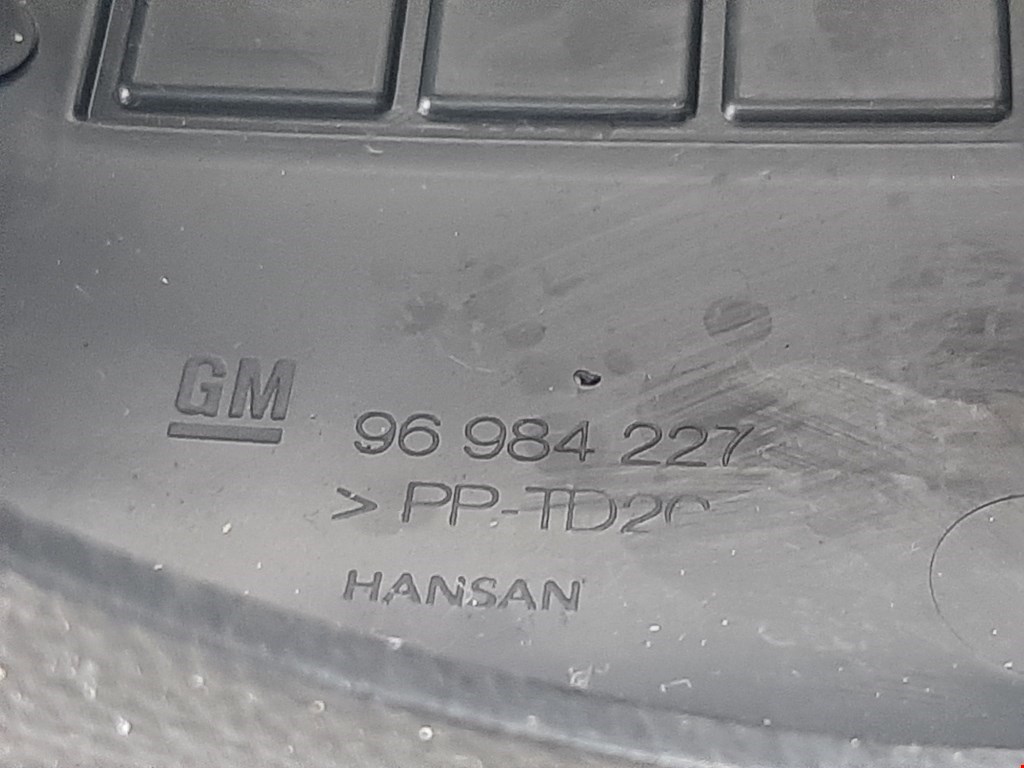 GM
96 984 227
> PP-TD20
HANSAN